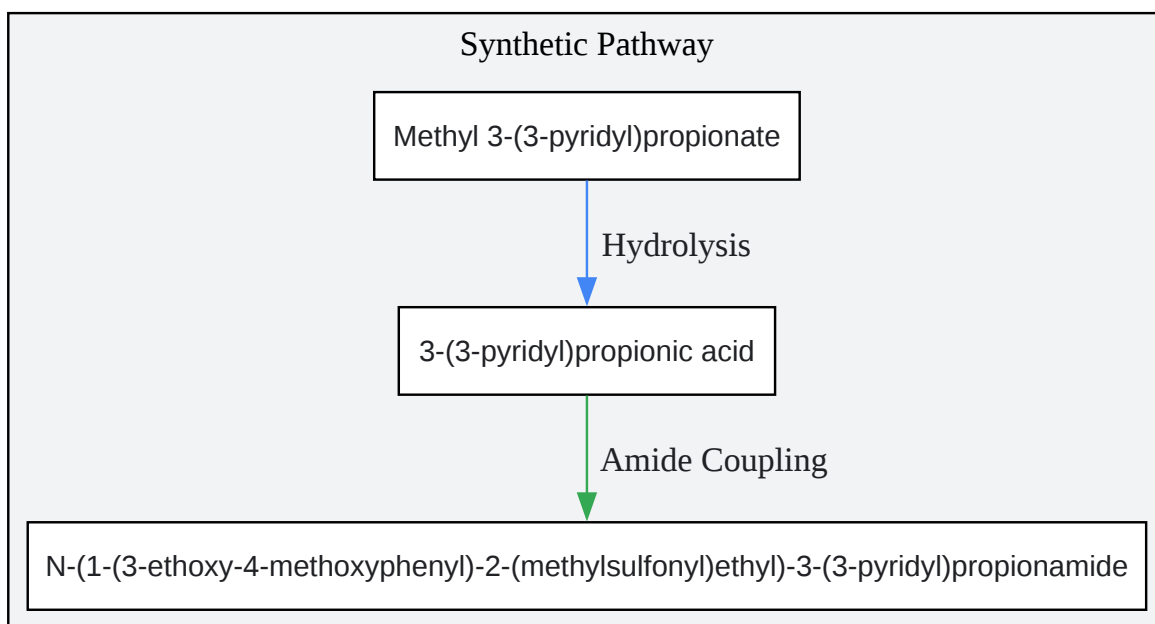 Synthetic Pathway
Methyl 3-(3-pyridyl)propionate
Hydrolysis
3-(3-pyridyl)propionic acid
Amide Coupling
N-(1-(3-ethoxy-4-methoxyphenyl)-2-(methylsulfonyl)ethyl)-3-(3-pyridyl)propionamide